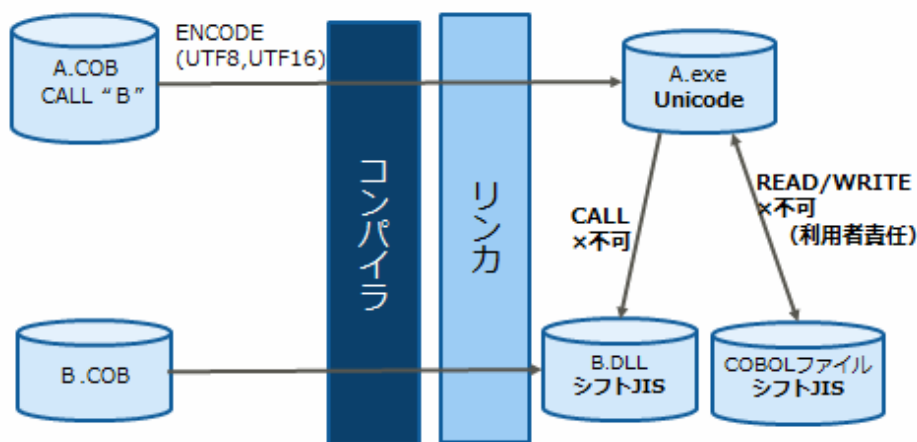 A.COB
CALL “B”
ENCODE
(UTF8,UTF16)
コンパイラ
リンカ
A.exe
Unicode
CALL
×不可
READ/WRITE
×不可
（利用者責任）
B.COB
B.DLL
シフトJIS
COBOLファイル
シフトJIS